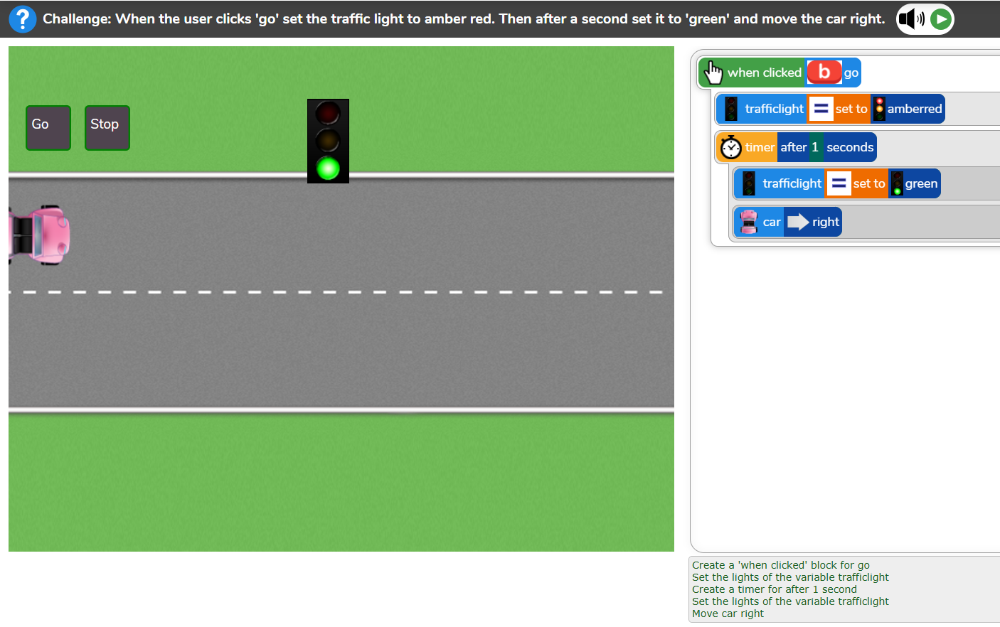 ? Challenge: When the user clicks 'go' set the traffic light to amber red. Then after a second set it to 'green' and move the car right.
Go Stop
when clicked b go
trafficlight = set to amberred
timer after 1 seconds
trafficlight = set to green
car right
Create a 'when clicked' block for go
Set the lights of the variable trafficlight
Create a timer for after 1 second
Set the lights of the variable trafficlight
Move car right